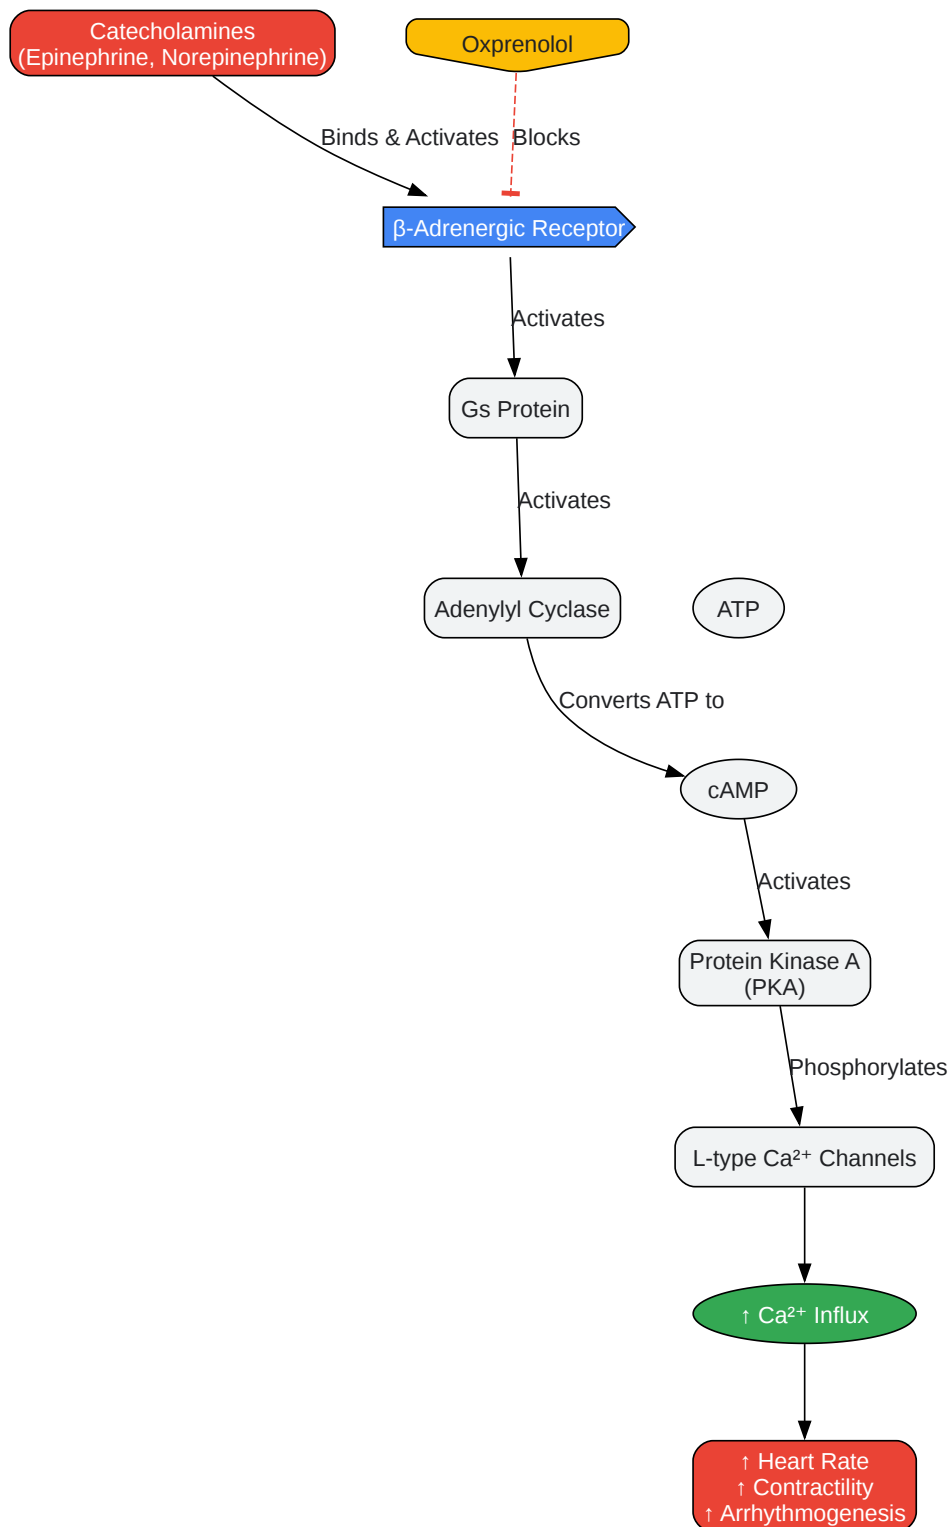 Catecholamines
(Epinephrine, Norepinephrine)
Oxprenolol
Binds & Activates
Blocks
β-Adrenergic Receptor
Activates
Gs Protein
Activates
Adenylyl Cyclase
ATP
Converts ATP to
cAMP
Activates
Protein Kinase A
(PKA)
Phosphorylates
L-type Ca²⁺ Channels
↑ Ca²⁺ Influx
↑ Heart Rate
↑ Contractility
↑ Arrhythmogenesis